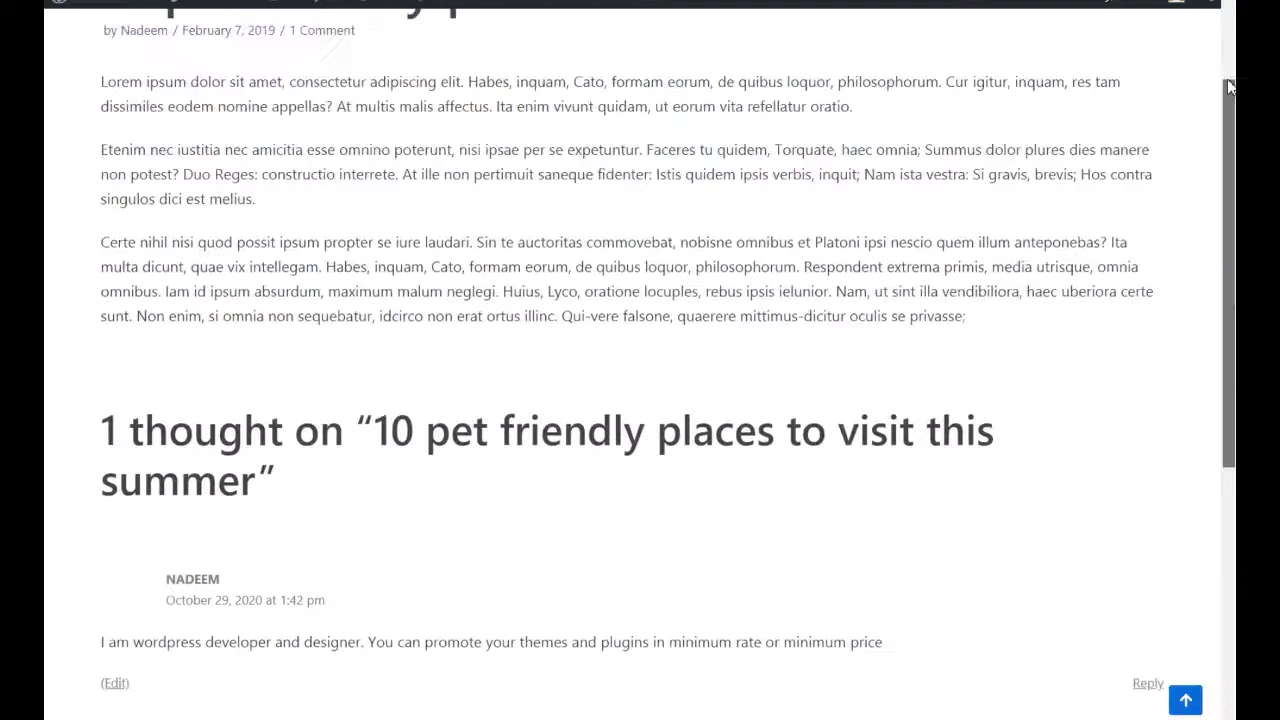 by Nadeem / February 7, 2019 / 1 Comment
Lorem ipsum dolor sit amet, consectetur adipiscing elit. Habes, inquam, Cato, formam eorum, de quibus loquor, philosophorum. Cur igitur, inquam, res tam
dissimiles eodem nomine appellas? At multis malis affectus. Ita enim vivunt quidam, ut eorum vita refellatur oratio.
Etenim nec iustitia nec amicitia esse omnino poterunt, nisi ipsae per se expetuntur. Faceres tu quidem, Torquate, haec omnia; Summus dolor plures dies manere
non potest? Duo Reges: constructio interrete. At ille non pertimuit saneque fidenter: Istis quidem ipsis verbis, inquit; Nam ista vestra: Si gravis, brevis; Hos contra
singulos dici est melius.
Certe nihil nisi quod possit ipsum propter se iure laudari. Sin te auctoritas commovebat, nobisne omnibus et Platoni ipsi nescio quem illum anteponebas? Ita
multa dicunt, quae vix intellegam. Habes, inquam, Cato, formam eorum, de quibus loquor, philosophorum. Respondent extrema primis, media utrisque, omnia
omnibus. Iam id ipsum absurdum, maximum malum neglegi. Huius, Lyco, oratione locuples, rebus ipsis ielunior. Nam, ut sint illa vendibiliora, haec uberiora certe
sunt. Non enim, si omnia non sequebatur, idcirco non erat ortus illinc. Qui-vere falsone, quaerere mittimus-dicitur oculis se privasse;
1 thought on “10 pet friendly places to visit this
summer”
NADEEM
October 29, 2020 at 1:42 pm
I am wordpress developer and designer. You can promote your themes and plugins in minimum rate or minimum price
(Edit)
Reply